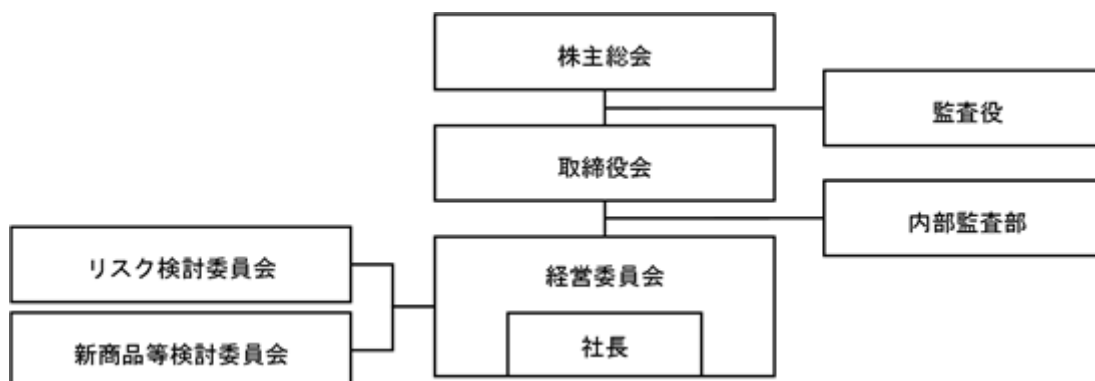 株主総会
監査役
取締役会
内部監査部
リスク検討委員会
経営委員会
新商品等検討委員会
社長